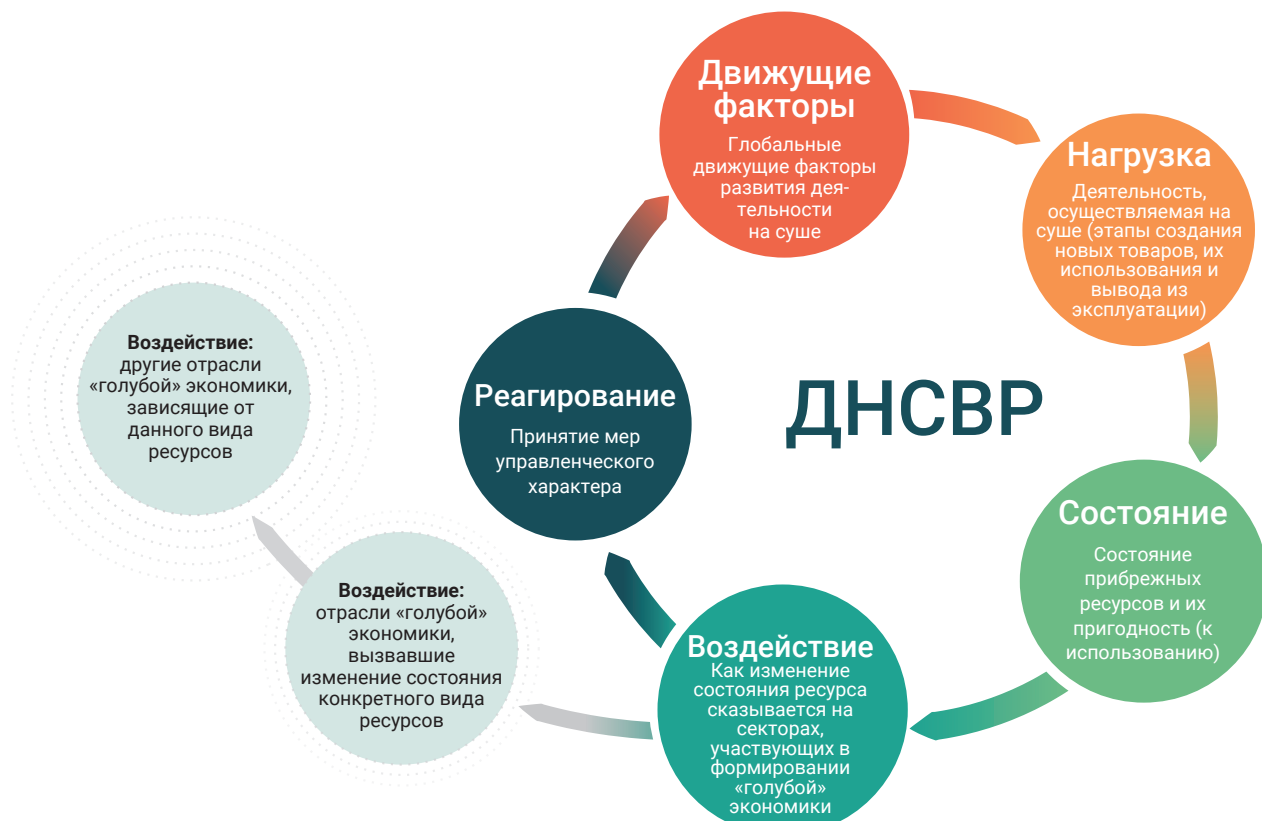 Движущие
факторы
Глобальные
движущие факторы
развития дея-
тельности
на суше
Нагрузка
Деятельность,
осуществляемая на
суше (этапы создания
новых товаров, их
использования и
вывода из
эксплуатации)
ДНСВР
Состояние
Состояние
прибрежных
ресурсов и их
пригодность (к
использованию)
Воздействие
Как изменение
состояния ресурса
сказывается на
секторах,
участвующих в
формировании
«голубой»
экономики
Реагирование
Принятие мер
управленческого
характера
Воздействие:
отрасли «голубой»
экономики,
вызвавшие
изменение состояния
конкретного вида
ресурсов
Воздействие:
другие отрасли
«голубой» экономики,
зависящие от
данного вида
ресурсов